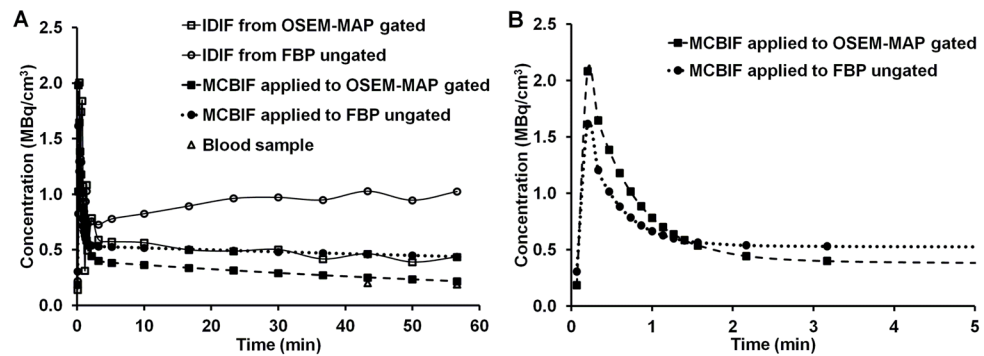 A
IDIF from OSEM-MAP gated
IDIF from FBP ungated
MCBIF applied to OSEM-MAP gated
MCBIF applied to FBP ungated
Blood sample
Concentration (MBq/cm³)
2.5
2.0
1.5
1.0
0.5
0.0
0 10 20 30 40 50 60
Time (min)
B
MCBIF applied to OSEM-MAP gated
MCBIF applied to FBP ungated
Concentration (MBq/cm³)
2.5
2.0
1.5
1.0
0.5
0.0
0 1 2 3 4 5
Time (min)